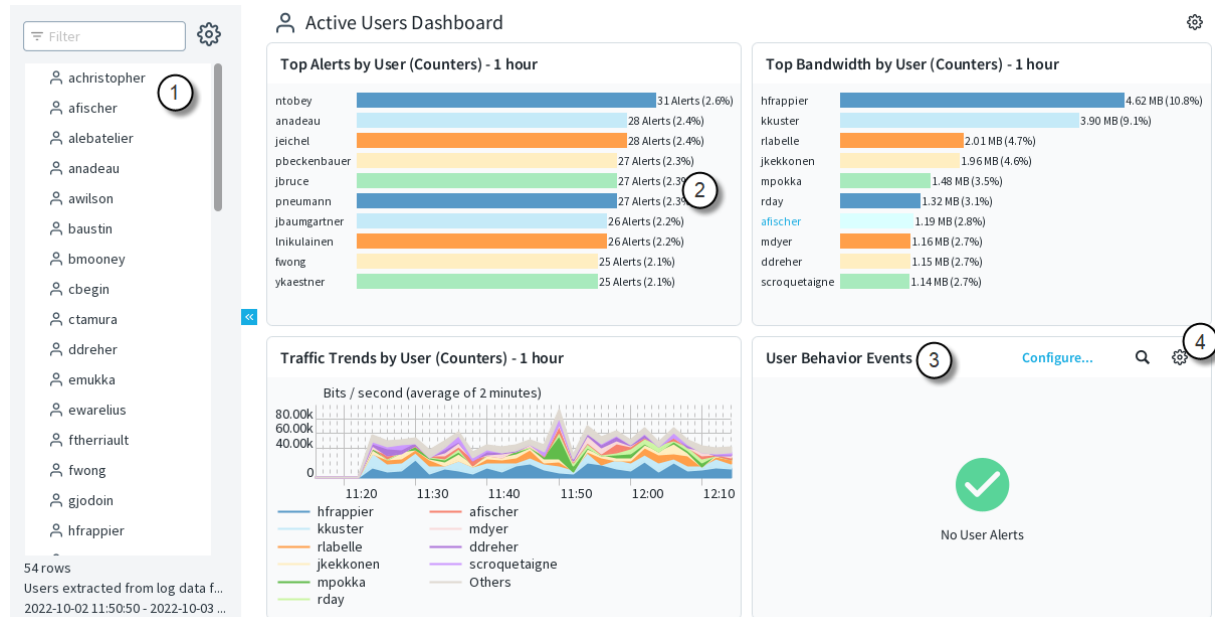 Filter
achristopher
1
afischer
alebatelier
anadeau
awilson
baustin
bmooney
cbegin
ctamura
ddreher
emukka
ewarelius
ftherriault
fwong
gjodoin
hfrappier
54 rows
Users extracted from log data f...
2022-10-02 11:50:50 - 2022-10-03 ...
«
Active Users Dashboard
Top Alerts by User (Counters) - 1 hour
ntobey 31 Alerts (2.6%)
anadeau 28 Alerts (2.4%)
jeichel 28 Alerts (2.4%)
pbeckenbauer 27 Alerts (2.3%)
jbruce 27 Alerts (2.3%
2
pneumann 27 Alerts (2.3%
jbaumgartner 26 Alerts (2.2%)
lnikulainen 26 Alerts (2.2%)
fwong 25 Alerts (2.1%)
ykaestner 25 Alerts (2.1%)
Top Bandwidth by User (Counters) - 1 hour
hfrappier 4.62 MB (10.8%)
kkuster 3.90 MB (9.1%)
rlabelle 2.01 MB (4.7%)
jkekkonen 1.96 MB (4.6%)
mpokka 1.48 MB (3.5%)
rday 1.32 MB (3.1%)
afischer 1.19 MB (2.8%)
mdyer 1.16 MB (2.7%)
ddreher 1.15 MB (2.7%)
scroquetaigne 1.14 MB (2.7%)
Traffic Trends by User (Counters) - 1 hour
Bits / second (average of 2 minutes)
80.00k
60.00k
40.00k
0
11:20 11:30 11:40 11:50 12:00 12:10
hfrappier afischer
kkuster mdyer
rlabelle ddreher
jkekkonen scroquetaigne
mpokka Others
rday
User Behavior Events 3 Configure... 4
No User Alerts